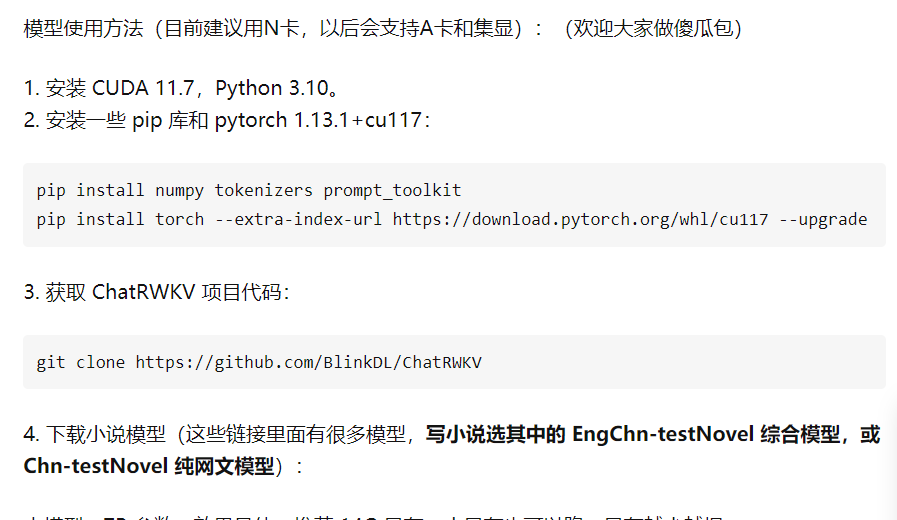 模型使用方法（目前建议用N卡，以后会支持A卡和集显）：（欢迎大家做傻瓜包）
1. 安装 CUDA 11.7，Python 3.10。
2. 安装一些 pip 库和 pytorch 1.13.1+cu117：
pip install numpy tokenizers prompt_toolkit
pip install torch --extra-index-url https://download.pytorch.org/whl/cu117 --upgrade
3. 获取 ChatRWKV 项目代码：
git clone https://github.com/BlinkDL/ChatRWKV
4. 下载小说模型（这些链接里面有很多模型，写小说选其中的 EngChn-testNovel 综合模型，或
Chn-testNovel 纯网文模型）：